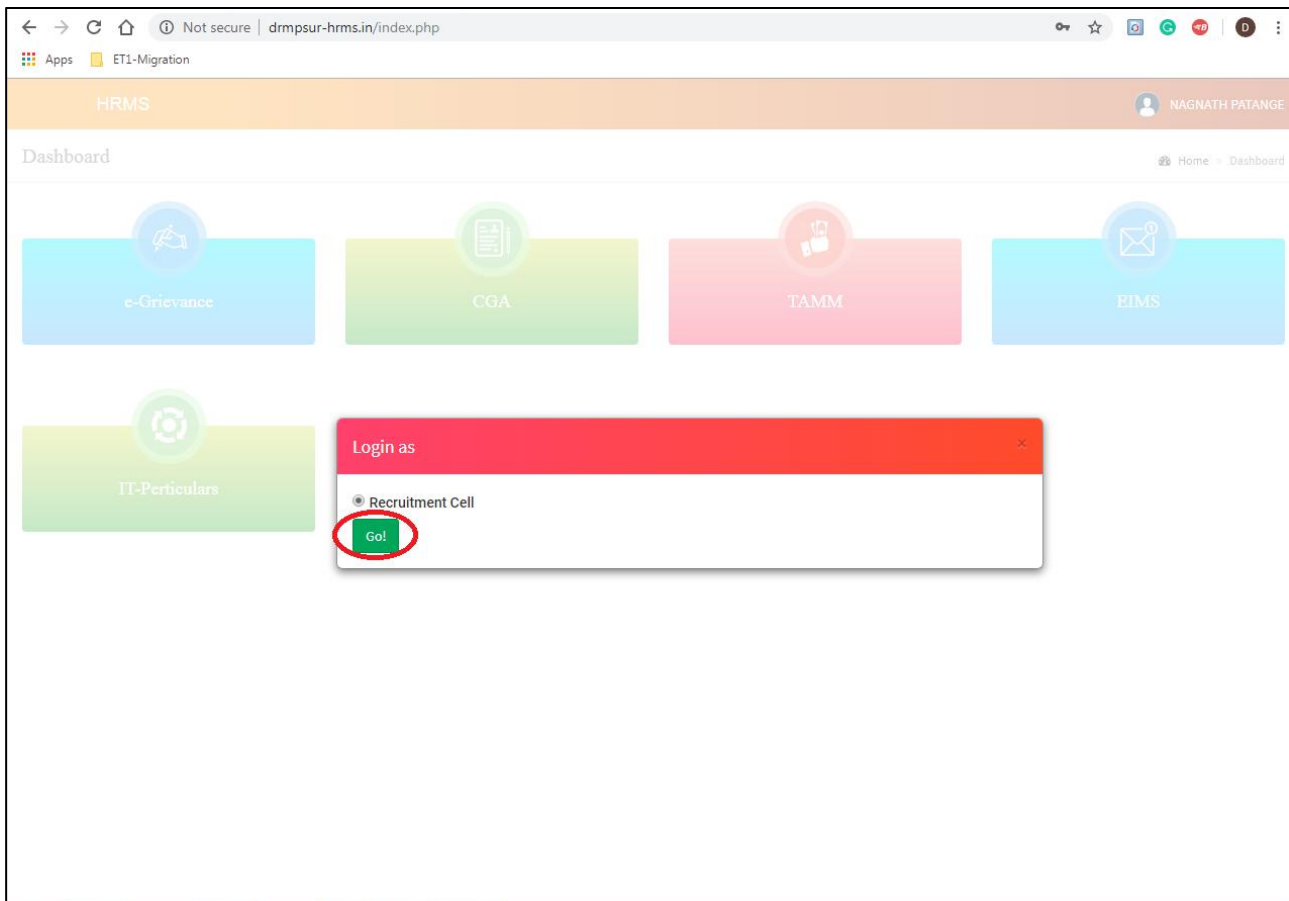 Not secure | drmpsur-hrms.in/index.php
D
Apps ET1-Migration
HRMS
NAGNATH PATANGE
Dashboard
Home > Dashboard
e-Grievance
CGA
TAMM
EIMS
IT-Perticulars
Login as
×
Recruitment Cell
Go!